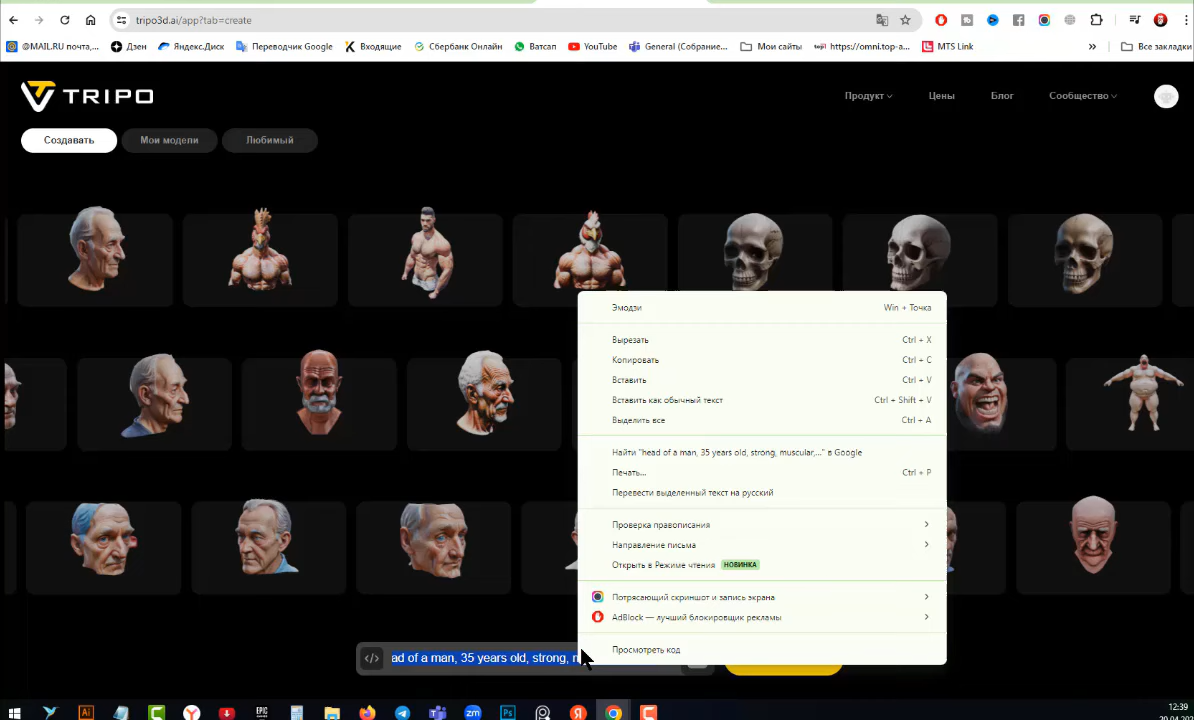 tripo3d.ai/app?tab=create
@MAIL.RU почта,...
Дзен
Яндекс.Диск
Переводчик Google
Входящие
Сбербанк Онлайн
Ватсап
YouTube
General (Собрание...
Мои сайты
https://omni.top-a...
MTS Link
»
Все закладки
TRIPO
Продукт
Цены
Блог
Сообщество
Создавать
Мои модели
Любимый
Эмодзи Win + Точка
Вырезать Ctrl + X
Копировать Ctrl + C
Вставить Ctrl + V
Вставить как обычный текст Ctrl + Shift + V
Выделить все Ctrl + A
Найти "head of a man, 35 years old, strong, muscular,..." в Google
Печать... Ctrl + P
Перевести выделенный текст на русский
Проверка правописания
Направление письма
Открыть в Режиме чтения НОВИНКА
Потрясающий скриншот и запись экрана
AdBlock — лучший блокировщик рекламы
Просмотреть код
</> ad of a man, 35 years old, strong,
Ai
EPIC
GAMES
zm
Ps
Я
12:39